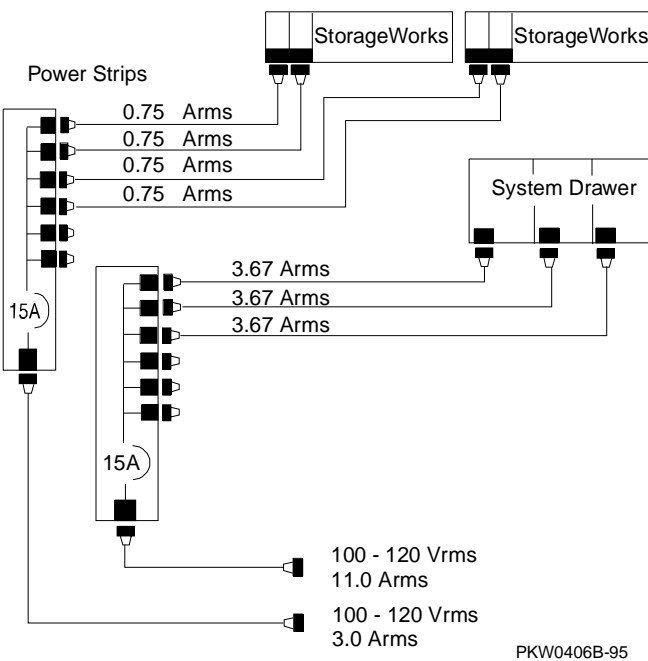 StorageWorks
StorageWorks
Power Strips
0.75 Arms
0.75 Arms
0.75 Arms
0.75 Arms
System Drawer
3.67 Arms
3.67 Arms
3.67 Arms
15A
15A
100 - 120 Vrms
11.0 Arms
100 - 120 Vrms
3.0 Arms
PKW0406B-95